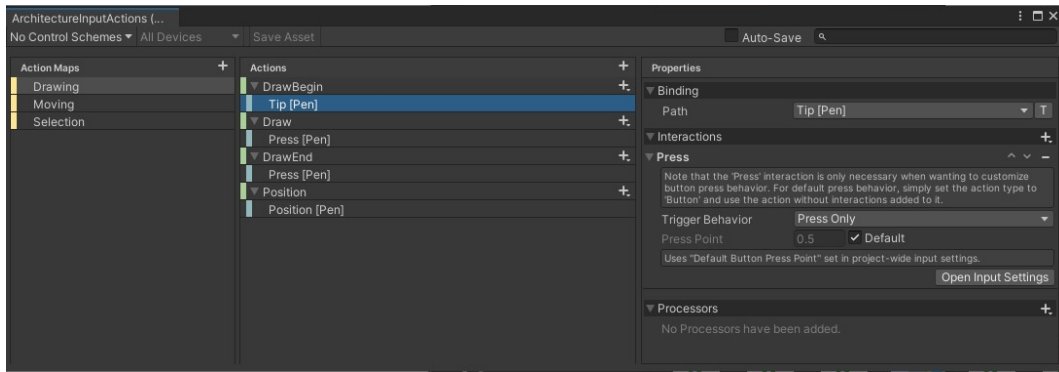 ArchitectureInputActions (...
No Control Schemes All Devices Save Asset Auto-Save
Action Maps
Drawing
Moving
Selection
Actions
DrawBegin
Tip [Pen]
Draw
Press [Pen]
DrawEnd
Press [Pen]
Position
Position [Pen]
Properties
Binding
Path Tip [Pen] T
Interactions
Press
Note that the 'Press' interaction is only necessary when wanting to customize
button press behavior. For default press behavior, simply set the action type to
'Button' and use the action without interactions added to it.
Trigger Behavior Press Only
Press Point 0.5 Default
Uses "Default Button Press Point" set in project-wide input settings.
Open Input Settings
Processors
No Processors have been added.